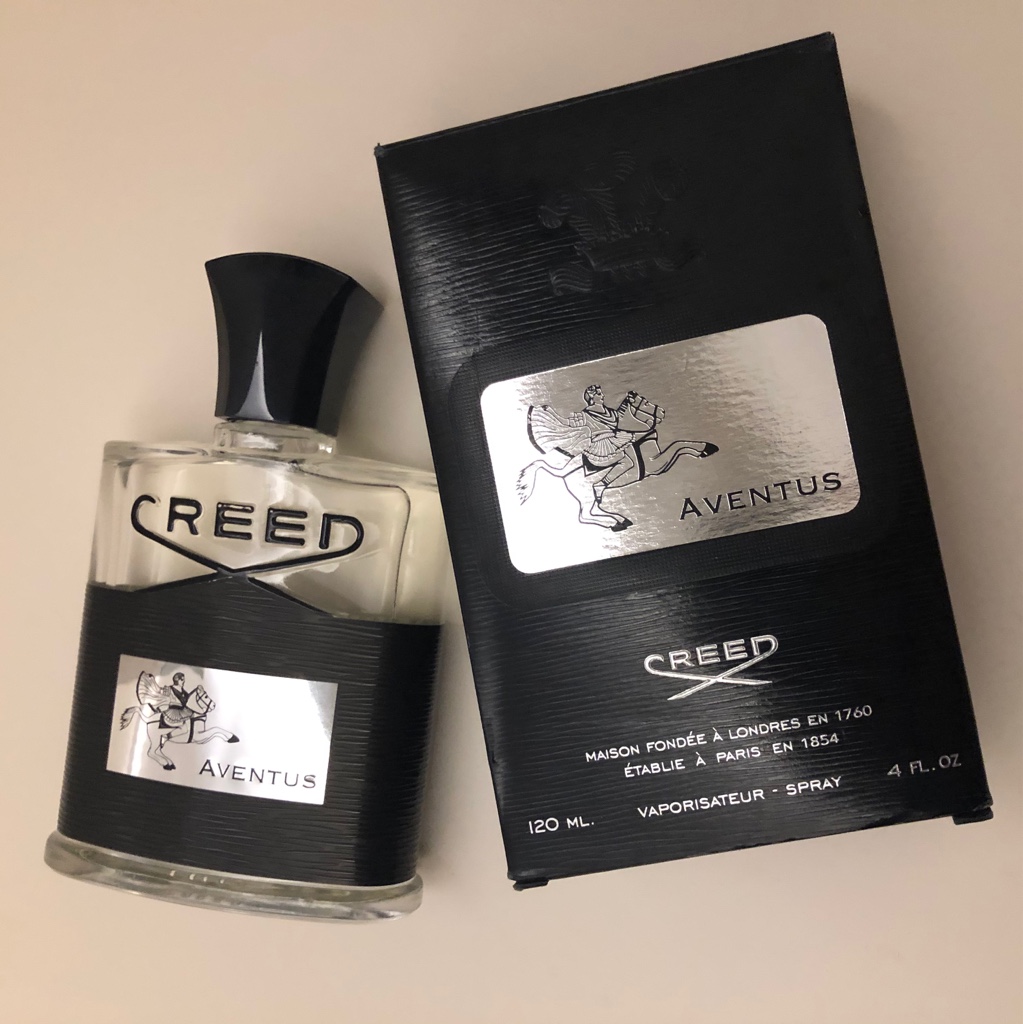 CREED
AVENTUS
AVENTUS
CREED
MAISON FONDÉE À LONDRES EN 1760
ÉTABLIE À PARIS EN 1854
VAPORISATEUR - SPRAY
120 ML.
4 FL. OZ